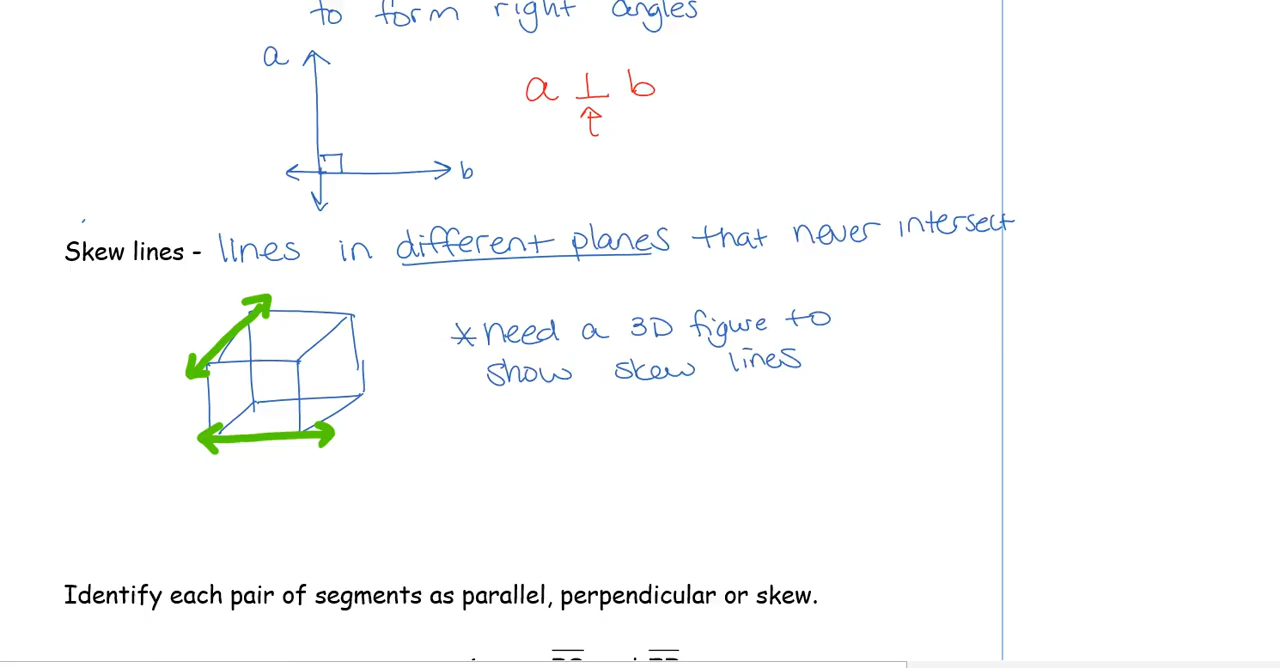 to form right angles
a
a ⊥ b
b
Skew lines - lines in different planes that never intersect
*need a 3D figure to
show skew lines
Identify each pair of segments as parallel, perpendicular or skew.